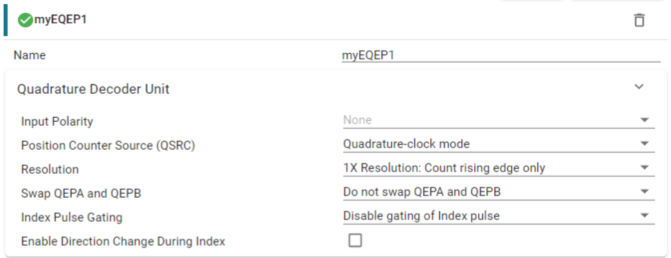 myEQEP1
Name myEQEP1
Quadrature Decoder Unit
Input Polarity None
Position Counter Source (QSRC) Quadrature-clock mode
Resolution 1X Resolution: Count rising edge only
Swap QEPA and QEPB Do not swap QEPA and QEPB
Index Pulse Gating Disable gating of Index pulse
Enable Direction Change During Index